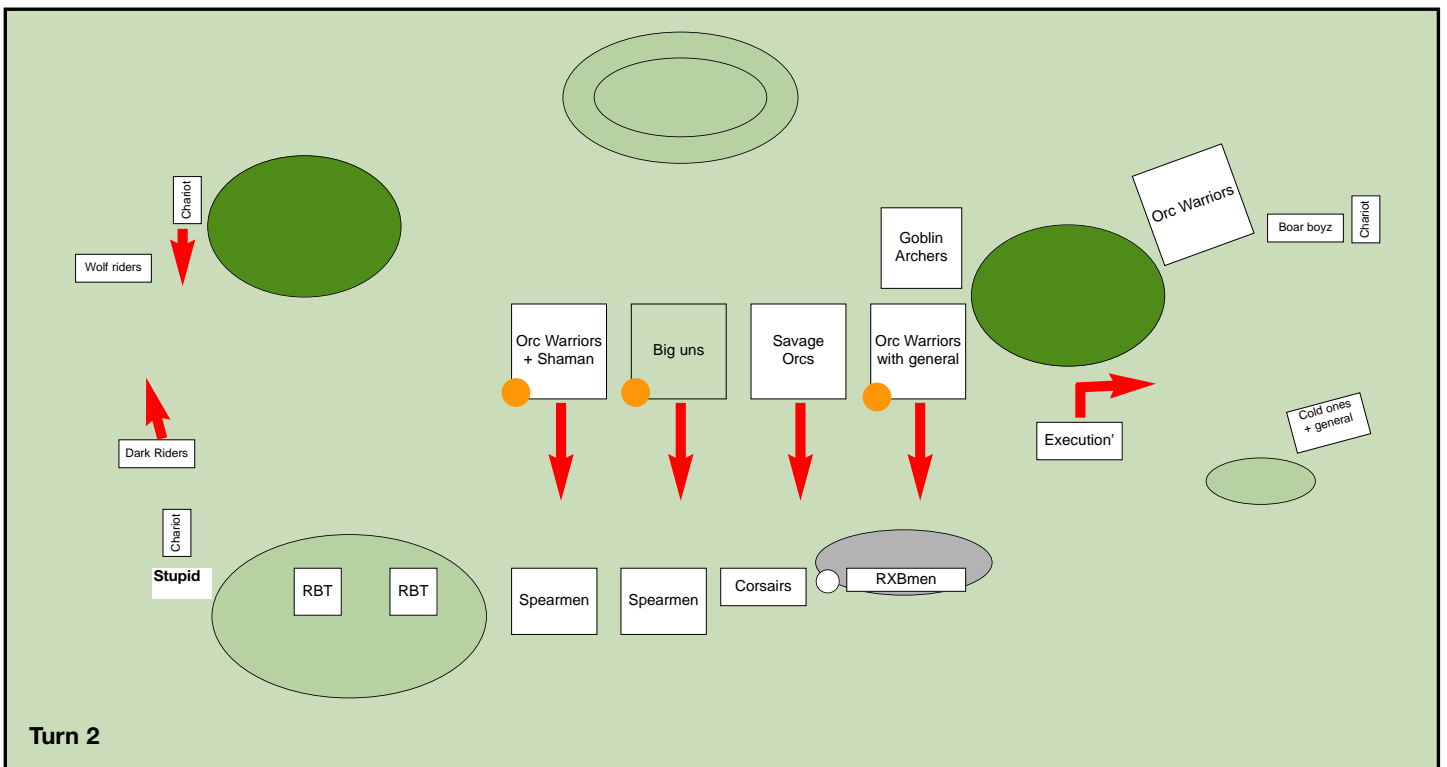 Chariot
Wolf riders
Goblin
Archers
Orc Warriors
Boar boyz
Chariot
Orc Warriors
+ Shaman
Big uns
Savage
Orcs
Orc Warriors
with general
Dark Riders
Execution'
Cold ones
+ general
Chariot
Stupid
RBT
RBT
Spearmen
Spearmen
Corsairs
RXBmen
Turn 2